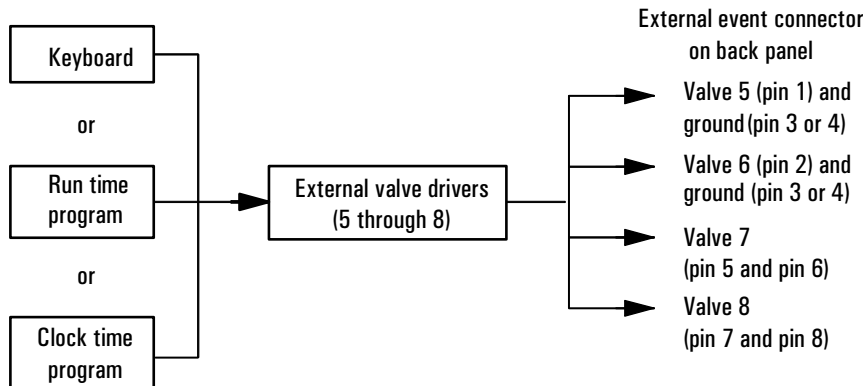 Keyboard
or
Run time
program
or
Clock time
program
External valve drivers
(5 through 8)
External event connector
on back panel
Valve 5 (pin 1) and
ground (pin 3 or 4)
Valve 6 (pin 2) and
ground (pin 3 or 4)
Valve 7
(pin 5 and pin 6)
Valve 8
(pin 7 and pin 8)